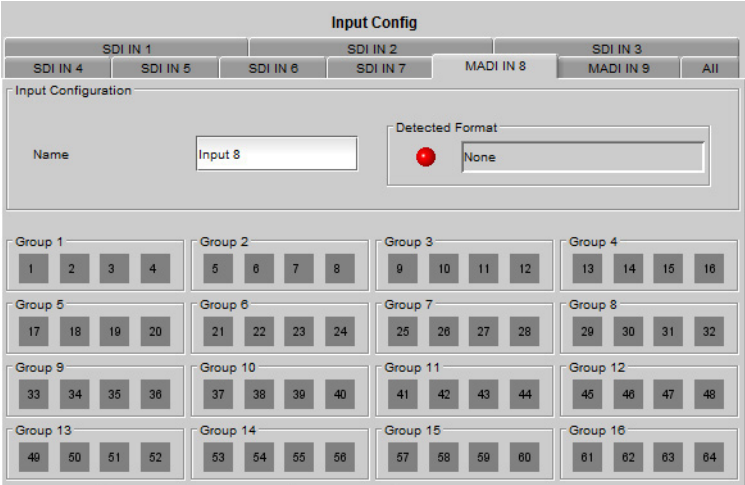 Input Config
SDI IN 1 SDI IN 2 SDI IN 3
SDI IN 4 SDI IN 5 SDI IN 6 SDI IN 7 MADI IN 8 MADI IN 9 All
Input Configuration
Detected Format
Name Input 8 None
Group 1 Group 2 Group 3 Group 4
1 2 3 4 5 6 7 8 9 10 11 12 13 14 15 16
Group 5 Group 6 Group 7 Group 8
17 18 19 20 21 22 23 24 25 26 27 28 29 30 31 32
Group 9 Group 10 Group 11 Group 12
33 34 35 36 37 38 39 40 41 42 43 44 45 46 47 48
Group 13 Group 14 Group 15 Group 16
49 50 51 52 53 54 55 56 57 58 59 60 61 62 63 64